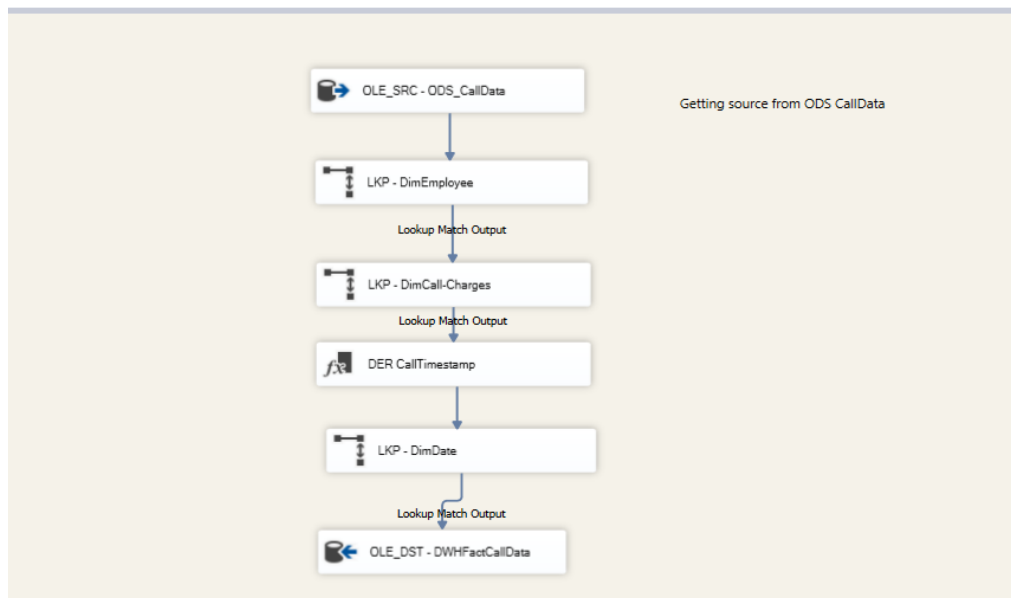 OLE_SRC - ODS_CallData
Getting source from ODS CallData
LKP - DimEmployee
Lookup Match Output
LKP - DimCall-Charges
Lookup Match Output
DER CallTimestamp
LKP - DimDate
Lookup Match Output
OLE_DST - DWHFactCallData